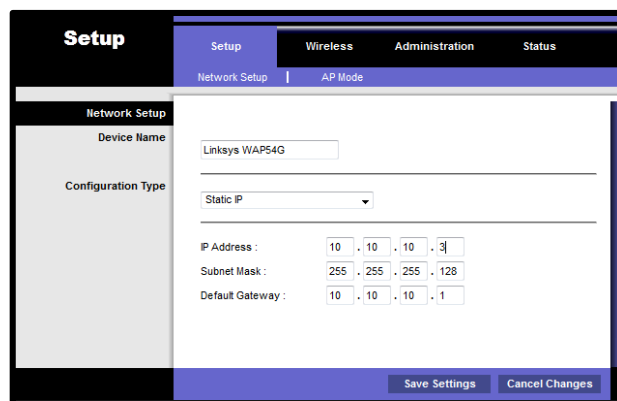 Setup
Setup Wireless Administration Status
Network Setup AP Mode
Network Setup
Device Name
Linksys WAP54G
Configuration Type
Static IP
IP Address : 10 . 10 . 10 . 3
Subnet Mask : 255 . 255 . 255 . 128
Default Gateway : 10 . 10 . 10 . 1
Save Settings Cancel Changes